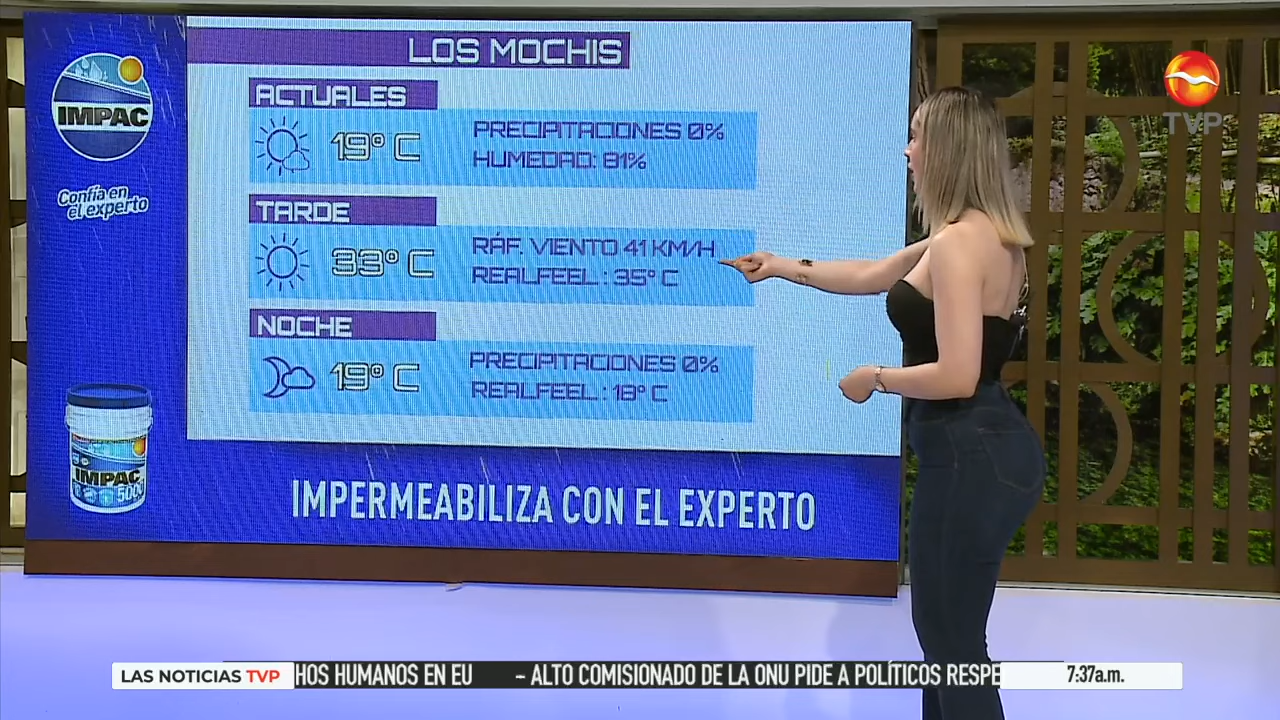 LOS MOCHIS
IMPAC
Confía en
el experto
ACTUALES
19° C
PRECIPITACIONES 0%
HUMEDAD: 81%
TARDE
33° C
RÁF. VIENTO 41 KM/H
REALFEEL : 35° C
NOCHE
19° C
PRECIPITACIONES 0%
REALFEEL : 18° C
IMPAC
5000
IMPERMEABILIZA CON EL EXPERTO
TVP
LAS NOTICIAS TVP
HOS HUMANOS EN EU - ALTO COMISIONADO DE LA ONU PIDE A POLÍTICOS RESPE
7:37a.m.